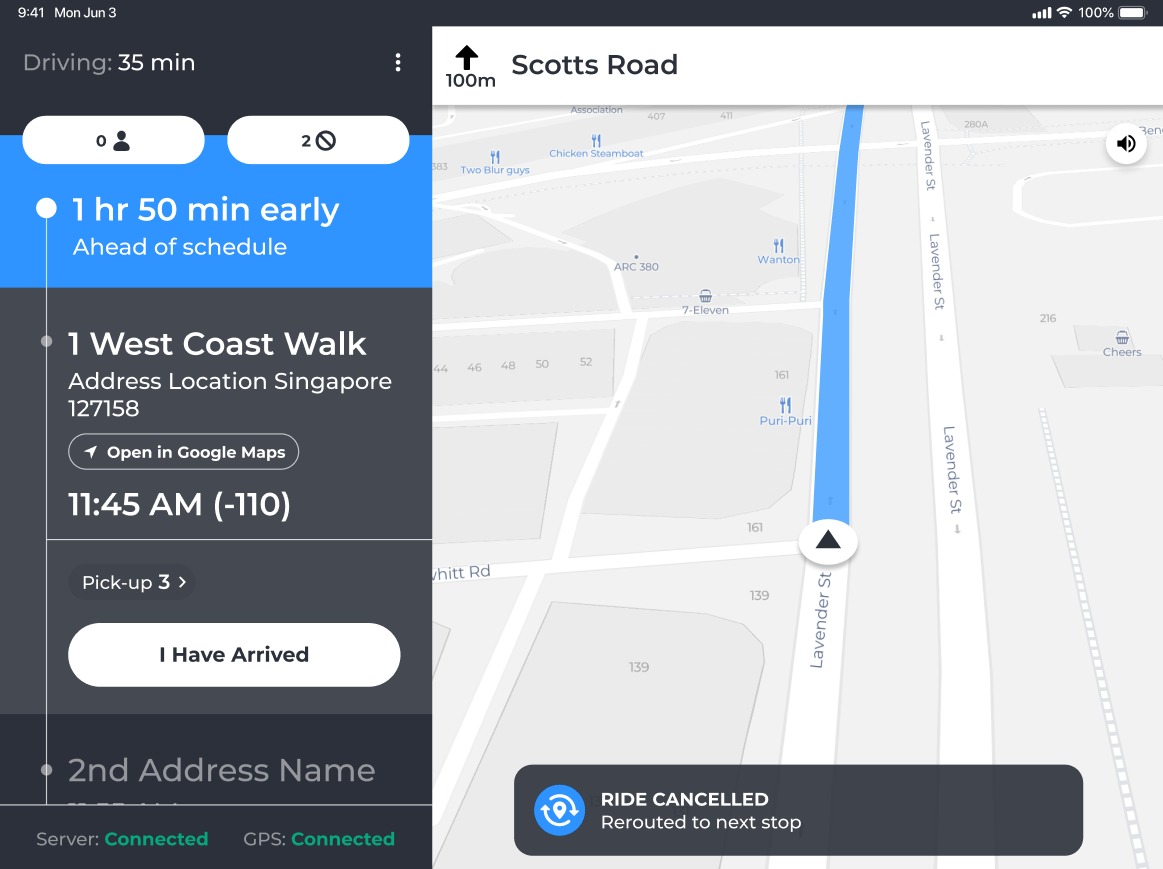 9:41 Mon Jun 3
100%
Driving: 35 min
0
2
1 hr 50 min early
Ahead of schedule
1 West Coast Walk
Address Location Singapore
127158
Open in Google Maps
11:45 AM (-110)
Pick-up 3
I Have Arrived
2nd Address Name
Server: Connected
GPS: Connected
100m
Scotts Road
Association
407
411
280A
383
Chicken Steamboat
Two Blur guys
Lavender St
Wanton
ARC 380
Lavender St
7-Eleven
216
Cheers
44
46
48
50
52
161
Puri-Puri
Lavender St
161
whitt Rd
139
Lavender St
139
RIDE CANCELLED
Rerouted to next stop